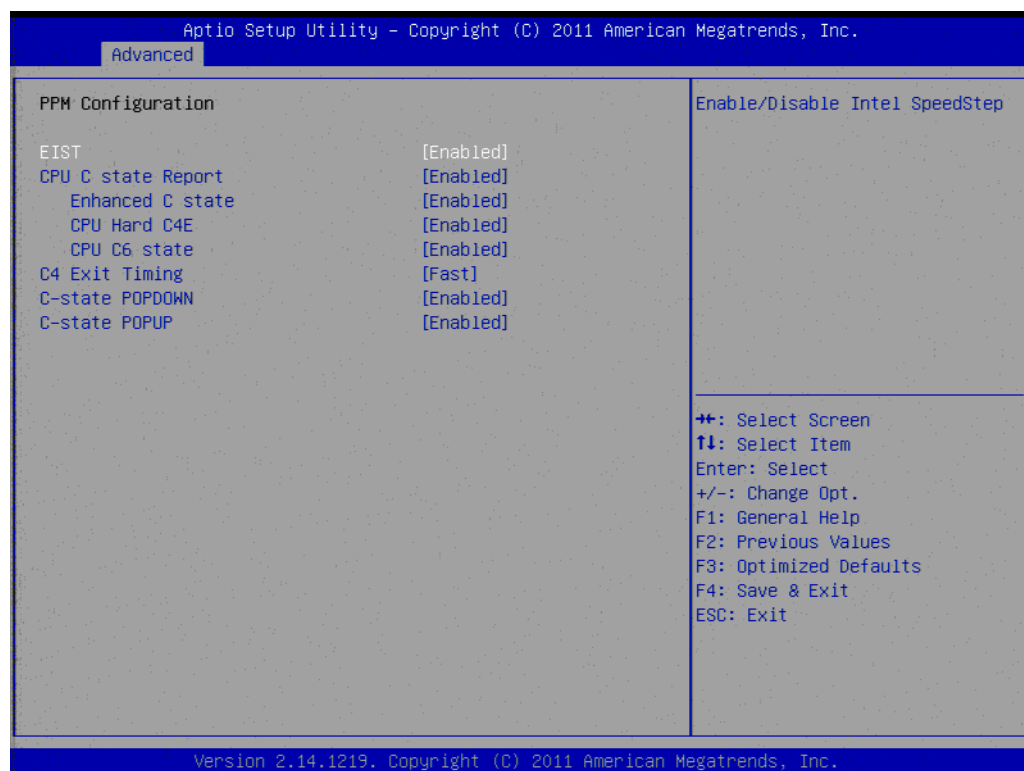 Aptio Setup Utility – Copyright (C) 2011 American Megatrends, Inc.
Advanced
PPM Configuration
EIST [Enabled]
CPU C state Report [Enabled]
Enhanced C state [Enabled]
CPU Hard C4E [Enabled]
CPU C6 state [Enabled]
C4 Exit Timing [Fast]
C-state POPDOWN [Enabled]
C-state POPUP [Enabled]
Enable/Disable Intel SpeedStep
→←: Select Screen
↑↓: Select Item
Enter: Select
+/-: Change Opt.
F1: General Help
F2: Previous Values
F3: Optimized Defaults
F4: Save & Exit
ESC: Exit
Version 2.14.1219. Copyright (C) 2011 American Megatrends, Inc.